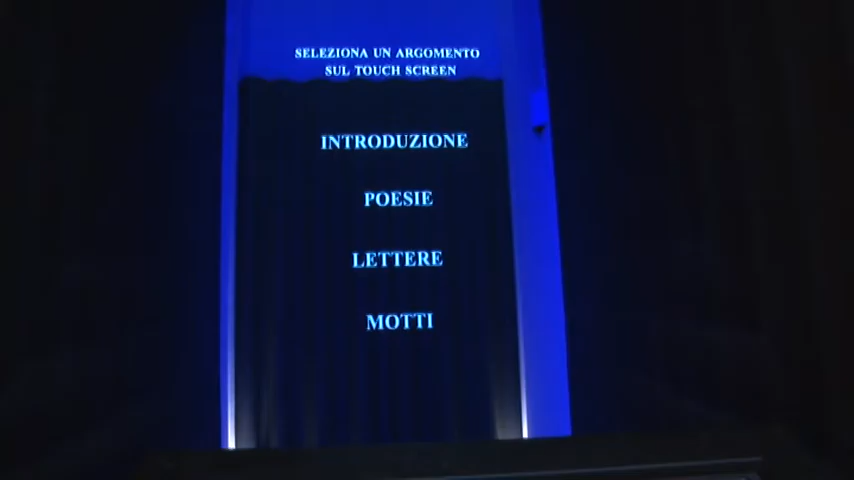 SELEZIONA UN ARGOMENTO
SUL TOUCH SCREEN
INTRODUZIONE
POESIE
LETTERE
MOTTI